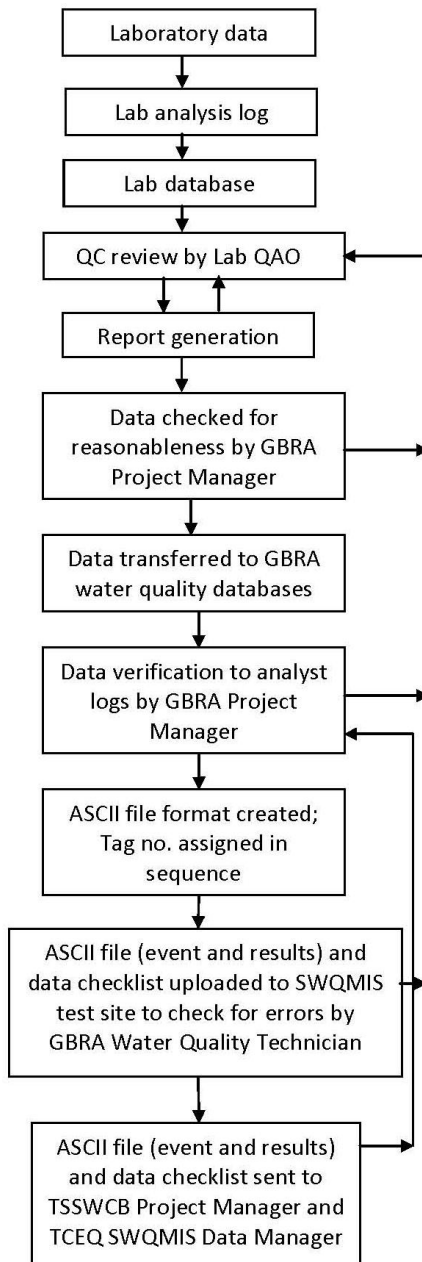 Laboratory data
Lab analysis log
Lab database
QC review by Lab QAO
Report generation
Data checked for
reasonableness by GBRA
Project Manager
Data transferred to GBRA
water quality databases
Data verification to analyst
logs by GBRA Project
Manager
ASCII file format created;
Tag no. assigned in
sequence
ASCII file (event and results) and
data checklist uploaded to SWQMIS
test site to check for errors by
GBRA Water Quality Technician
ASCII file (event and results)
and data checklist sent to
TSSWCB Project Manager and
TCEQ SWQMIS Data Manager